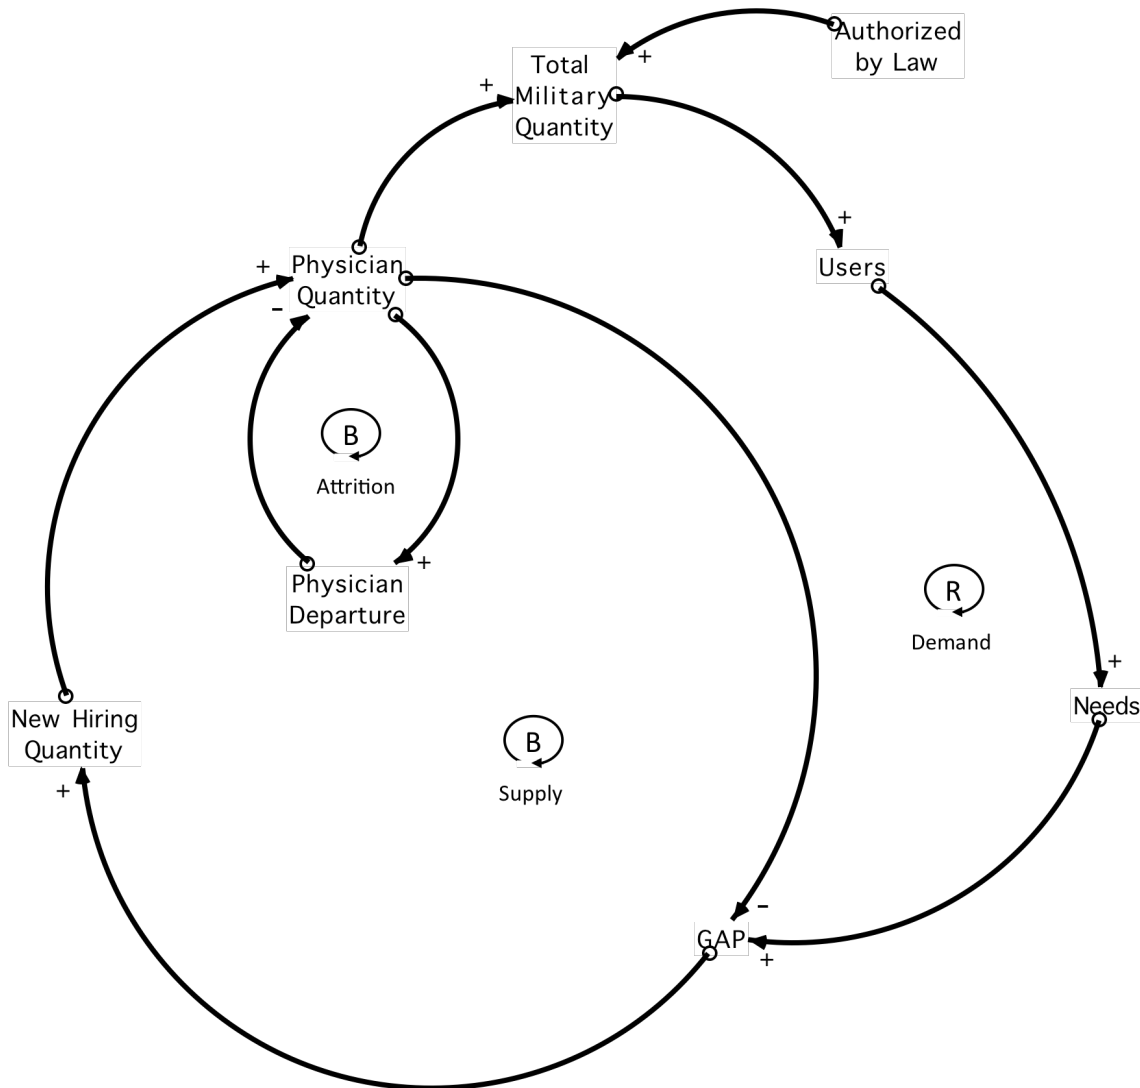 Authorized
by Law
+
Total
Military
Quantity
+
+
Users
+
Physician
Quantity
-
B
Attrition
+
Physician
Departure
R
Demand
+
Needs
New Hiring
Quantity
+
B
Supply
-
GAP
+